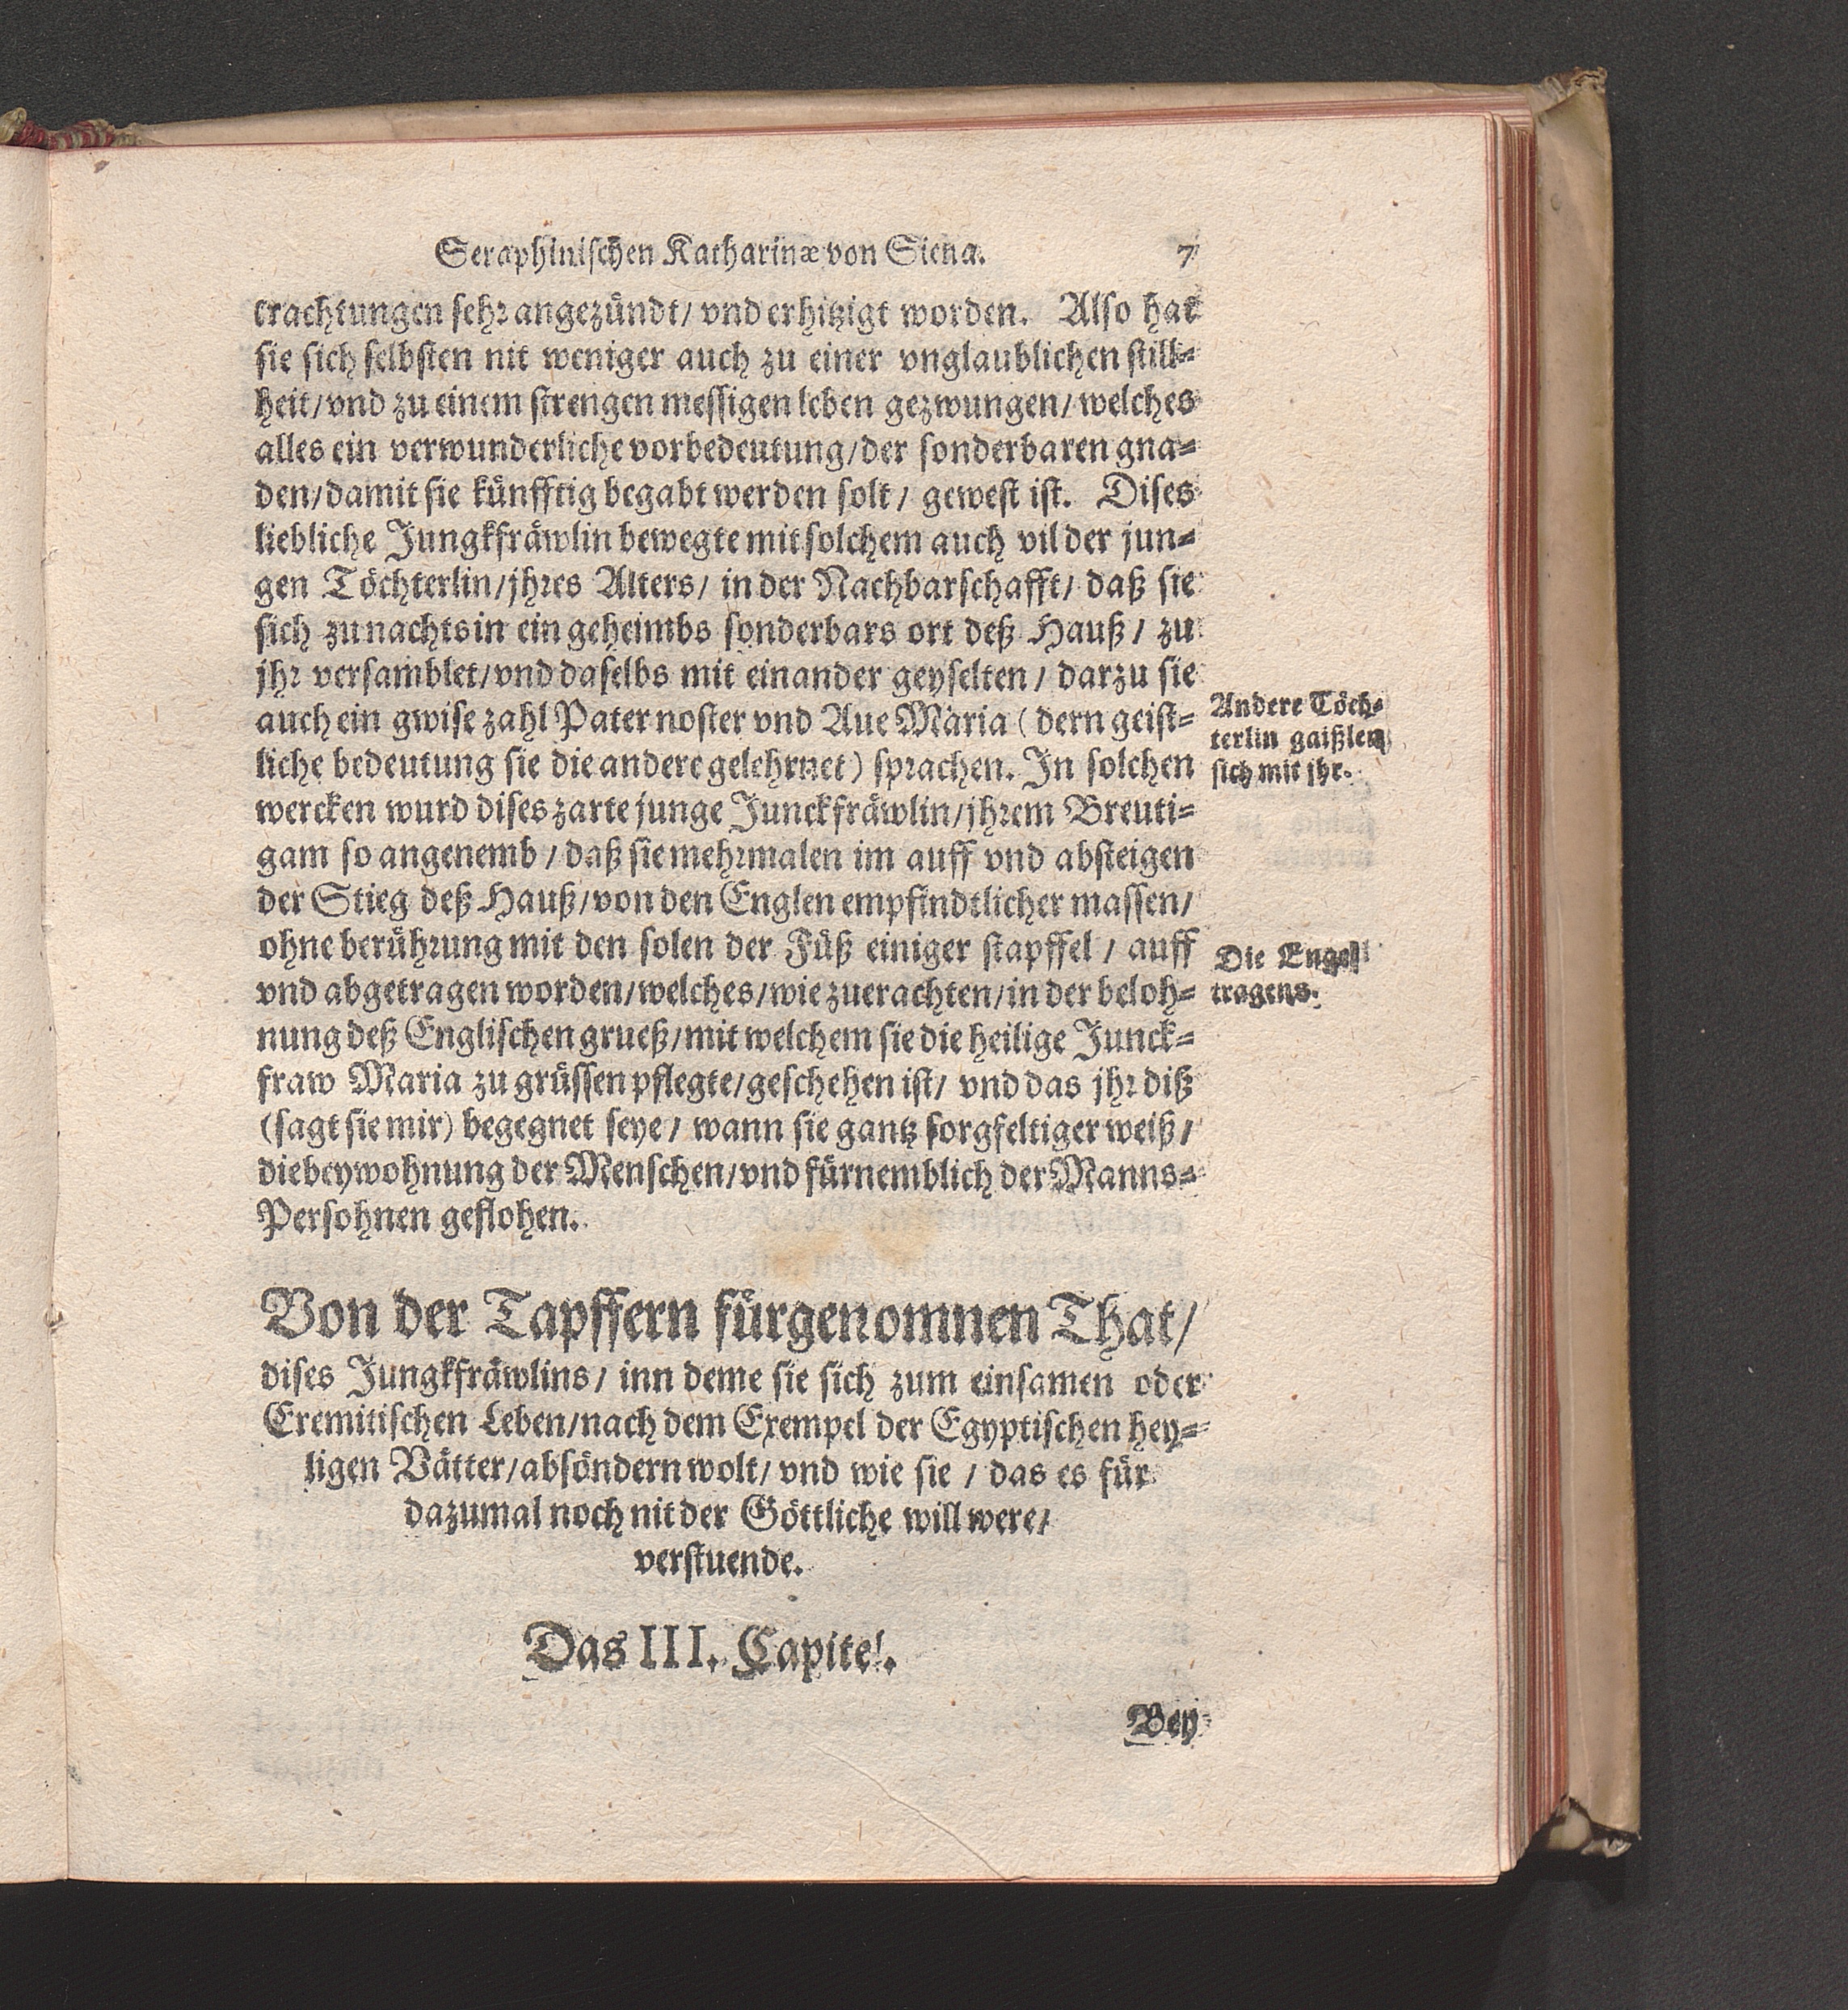 Seraphinischen Katharinæ von Siena. 7
trachtungen sehr angezündt/ vnd erhitzigt worden. Also hat
sie sich selbsten nit weniger auch zu einer vnglaublichen still-
heit/ vnd zu einem strengen messigen leben gezwungen/ welches
alles ein verwunderliche vorbedeutung/ der sonderbaren gna-
den/ damit sie künfftig begabt werden solt/ gewest ist. Dises
liebliche Jungkfräwlin bewegte mit solchem auch vil der jun-
gen Töchterlin/ jhres Alters/ in der Nachbarschafft/ daß sie
sich zu nachts in ein geheimbs sonderbars ort deß Hauß/ zu
jhr versamblet/ vnd daselbs mit einander geyselten/ darzu sie
auch ein gwise zahl Pater noster vnd Aue Maria (dern geist-
liche bedeutung sie die andere gelehrnet) sprachen. In solchen
wercken wurd dises zarte junge Junckfräwlin/ jhrem Breuti-
gam so angenemb/ daß sie mehrmalen im auff vnd absteigen
der Stieg deß Hauß/ von den Englen empfindtlicher massen/
ohne berührung mit den solen der Füß einiger stapffel/ auff
vnd abgetragen worden/ welches/ wie zuerachten/ in der beloh-
nung deß Englischen grueß/ mit welchem sie die heilige Junck-
fraw Maria zu grüssen pflegte/ geschehen ist/ vnd das jhr diß
(sagt sie mir) begegnet seye/ wann sie gantz sorgfeltiger weiß/
die beywohnung der Menschen/ vnd fürnemblich der Manns-
Persohnen geflohen.
Andere Töch-
terlin gaißlen
sich mit jhr.
Die Engel
tragens.
Von der Tapffern fürgenomnen That/
dises Jungkfräwlins/ inn deme sie sich zum einsamen oder
Eremitischen Leben/ nach dem Exempel der Egyptischen hey-
ligen Vätter/ absöndern wolt/ vnd wie sie/ das es für
dazumal noch nit der Göttliche will were/
verstuende.
Das III. Capitel.
Bey